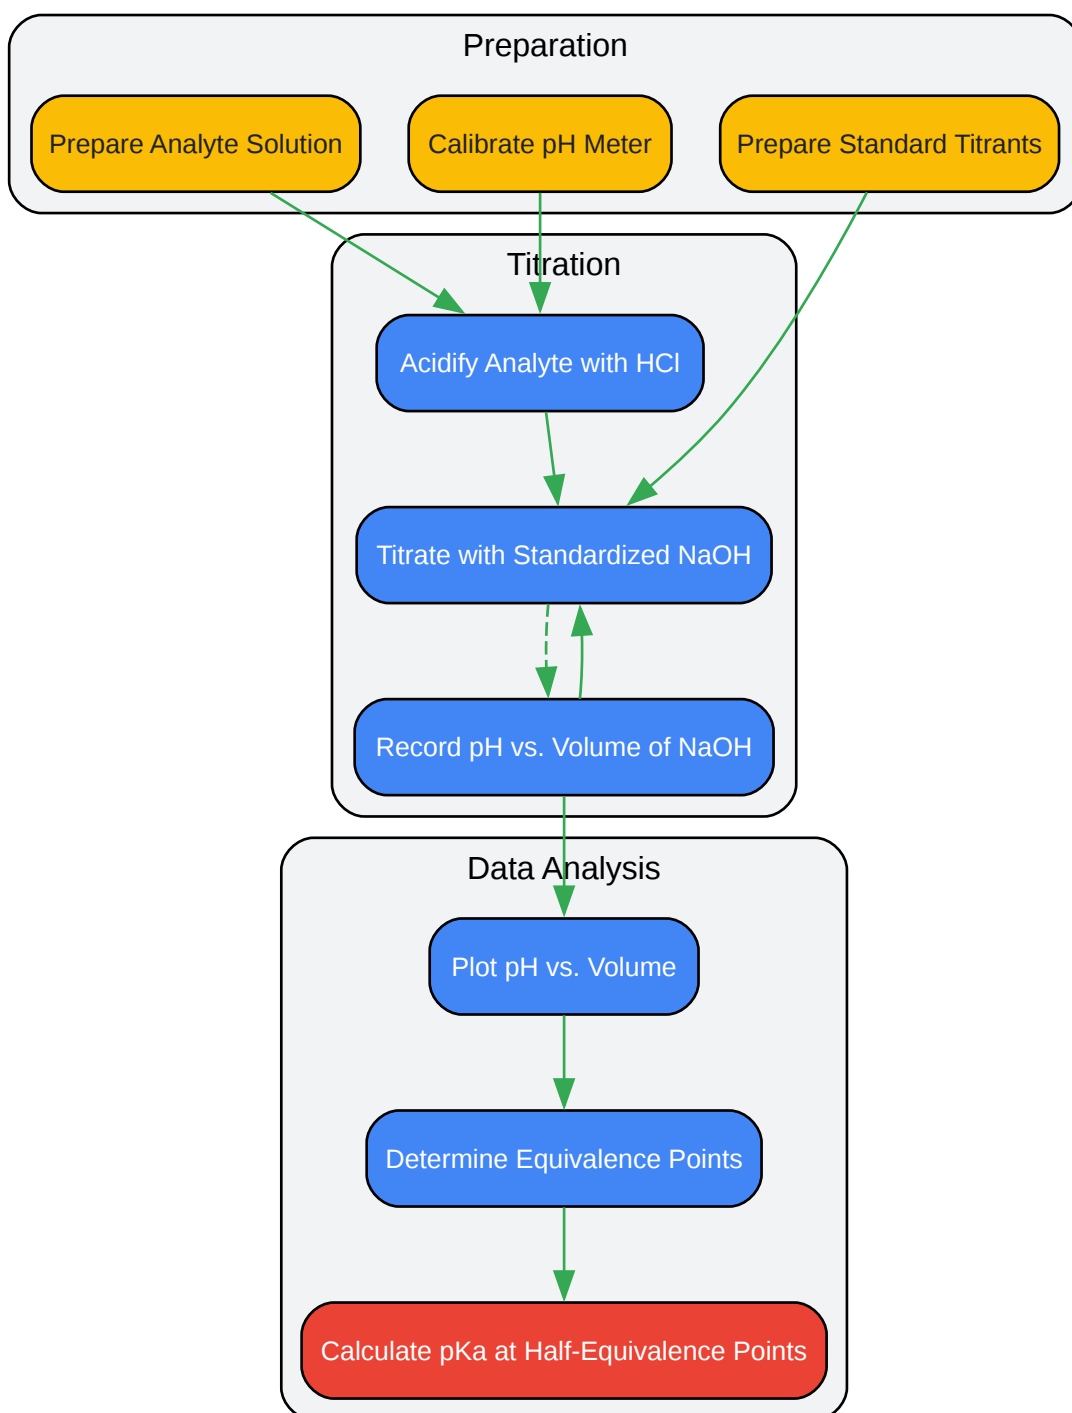 Preparation
Prepare Analyte Solution
Calibrate pH Meter
Prepare Standard Titrants
Titration
Acidify Analyte with HCl
Titrate with Standardized NaOH
Record pH vs. Volume of NaOH
Data Analysis
Plot pH vs. Volume
Determine Equivalence Points
Calculate pKa at Half-Equivalence Points